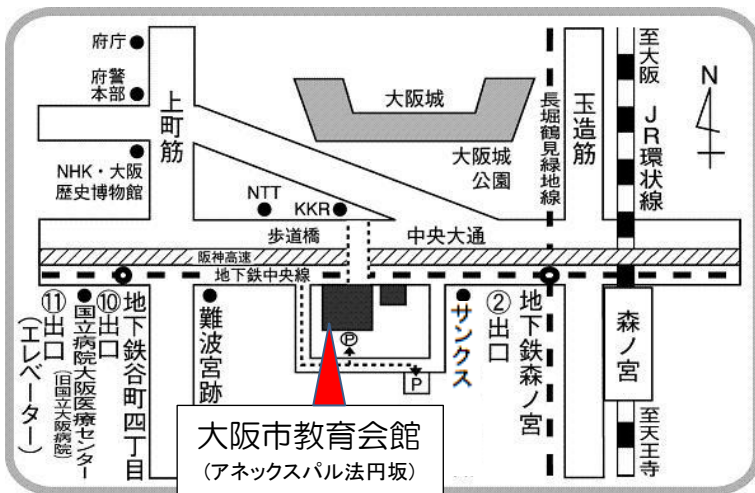 府庁
府警
本部
上町筋
NHK・大阪
歴史博物館
NTT
KKR
大阪城
大阪城
公園
長堀鶴見緑地線
玉造筋
至大阪
JR環状線
N
歩道橋
中央大通
阪神高速
地下鉄中央線
⑪出口
(エレベーター)
国立病院大阪医療センター
(旧国立大阪病院)
⑩出口
地下鉄谷町四丁目
難波宮跡
P
P
サンクス
②出口
地下鉄森ノ宮
森ノ宮
至天王寺
大阪市教育会館
(アネックスパル法円坂)